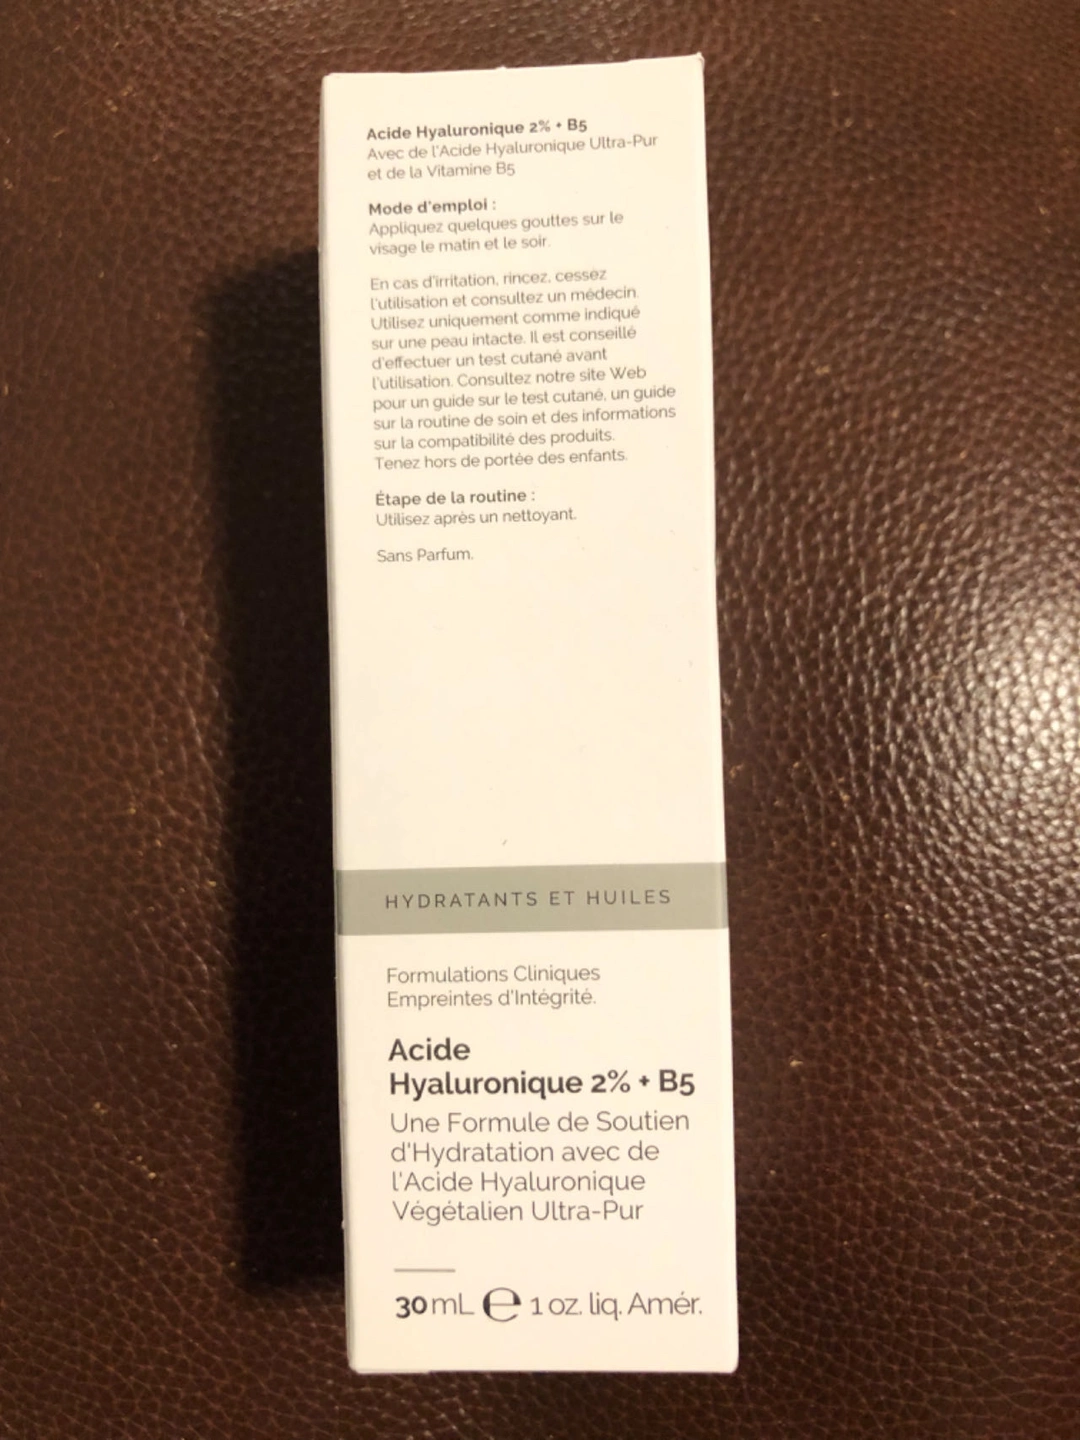 Acide Hyaluronique 2% + B5
Avec de l'Acide Hyaluronique Ultra-Pur
et de la Vitamine B5
Mode d'emploi :
Appliquez quelques gouttes sur le
visage le matin et le soir.
En cas d'irritation, rincez, cessez
l'utilisation et consultez un médecin.
Utilisez uniquement comme indiqué
sur une peau intacte. Il est conseillé
d'effectuer un test cutané avant
l'utilisation. Consultez notre site Web
pour un guide sur le test cutané, un guide
sur la routine de soin et des informations
sur la compatibilité des produits.
Tenez hors de portée des enfants.
Étape de la routine :
Utilisez après un nettoyant.
Sans Parfum.
HYDRATANTS ET HUILES
Formulations Cliniques
Empreintes d'Intégrité.
Acide
Hyaluronique 2% + B5
Une Formule de Soutien
d'Hydratation avec de
l'Acide Hyaluronique
Végétalien Ultra-Pur
30 mL ℮ 1 oz. liq. Amér.